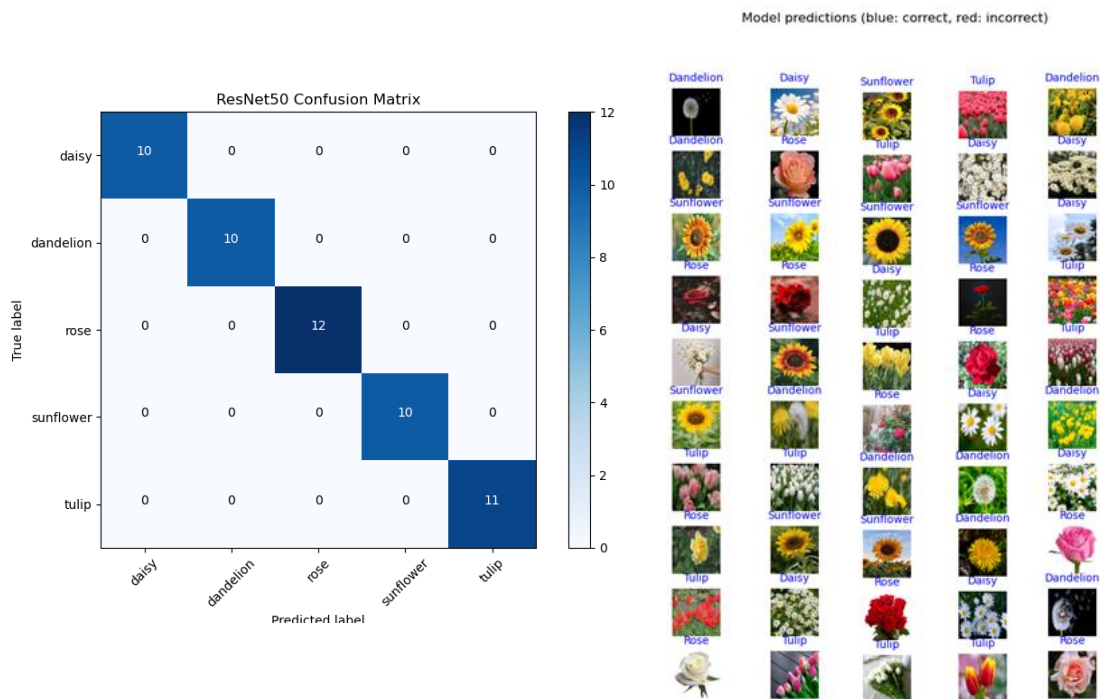 ResNet50 Confusion Matrix
True label
daisy 10 0 0 0 0
dandelion 0 10 0 0 0
rose 0 0 12 0 0
sunflower 0 0 0 10 0
tulip 0 0 0 0 11
daisy dandelion rose sunflower tulip
Predicted label
12
10
8
6
4
2
0
Model predictions (blue: correct, red: incorrect)
Dandelion Daisy Sunflower Tulip Dandelion
Dandelion Rose Tulip Daisy Daisy
Sunflower Sunflower Sunflower Sunflower Daisy
Rose Rose Daisy Rose Tulip
Daisy Sunflower Tulip Rose Tulip
Sunflower Dandelion Rose Daisy Dandelion
Tulip Tulip Dandelion Dandelion Daisy
Rose Sunflower Sunflower Dandelion Rose
Tulip Daisy Rose Daisy Dandelion
Rose Tulip Tulip Tulip Rose